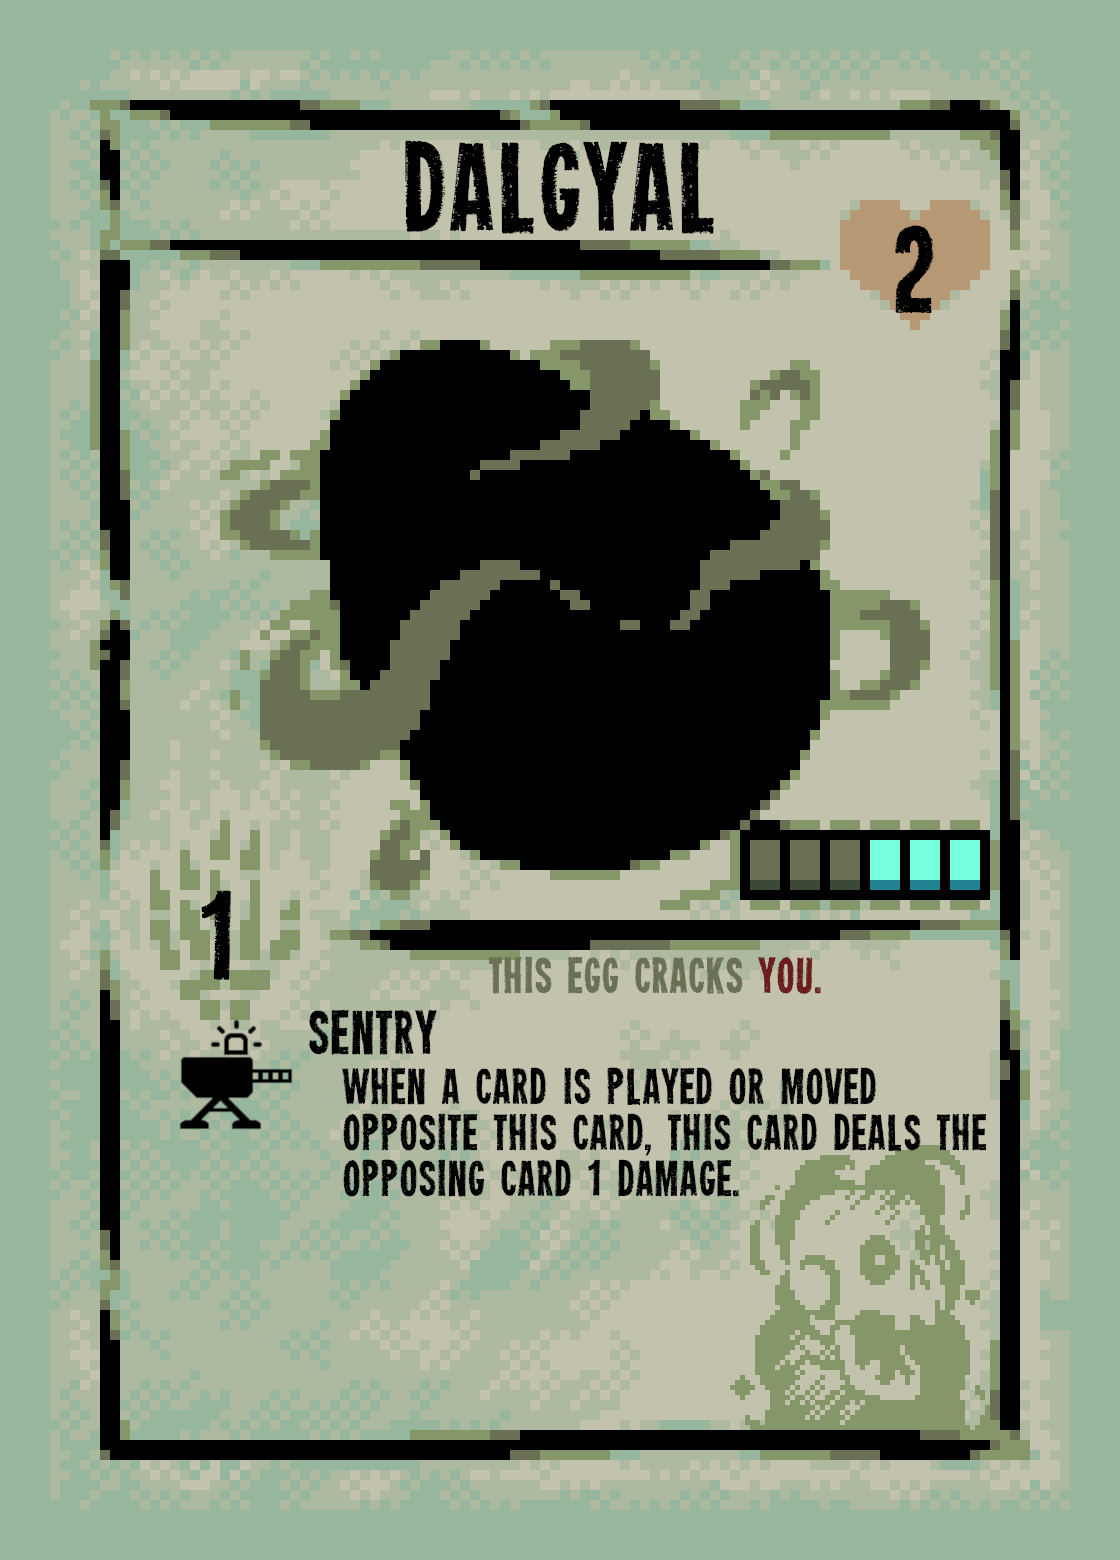 DALGYAL
2
1
THIS EGG CRACKS YOU.
SENTRY
WHEN A CARD IS PLAYED OR MOVED
OPPOSITE THIS CARD, THIS CARD DEALS THE
OPPOSING CARD 1 DAMAGE.